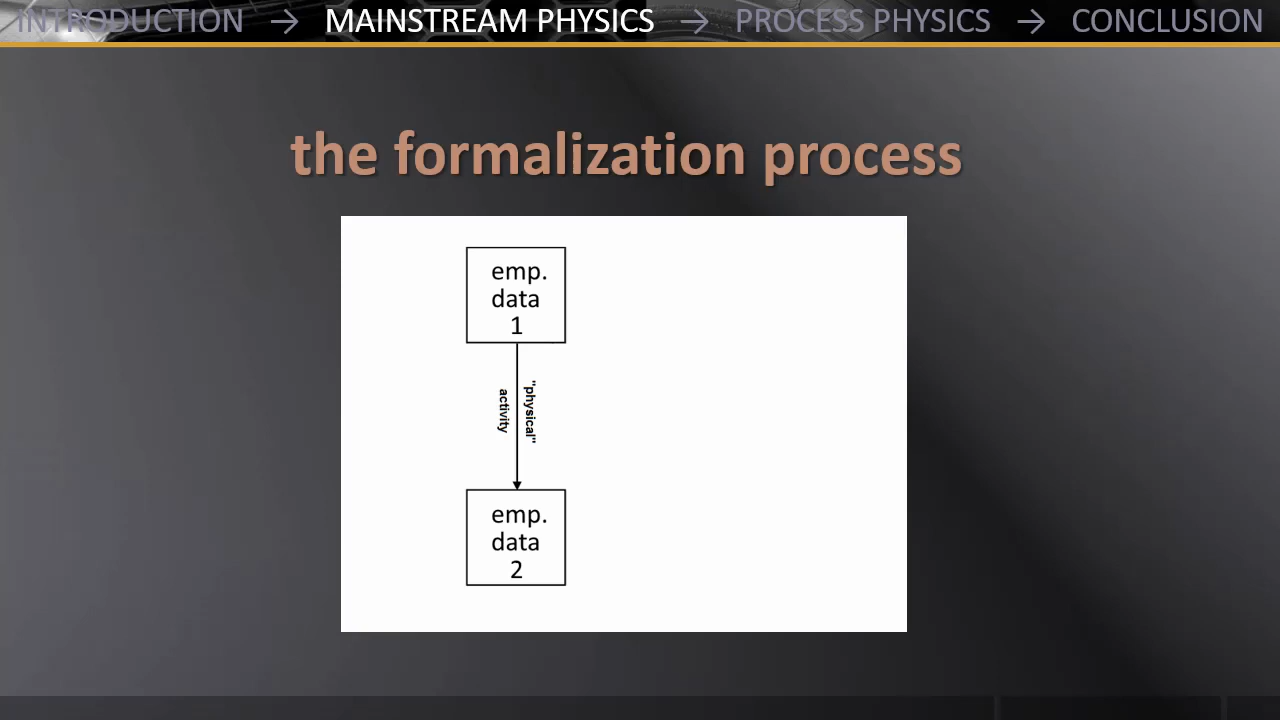 INTRODUCTION → MAINSTREAM PHYSICS → PROCESS PHYSICS → CONCLUSION
the formalization process
emp.
data
1
"physical"
activity
emp.
data
2